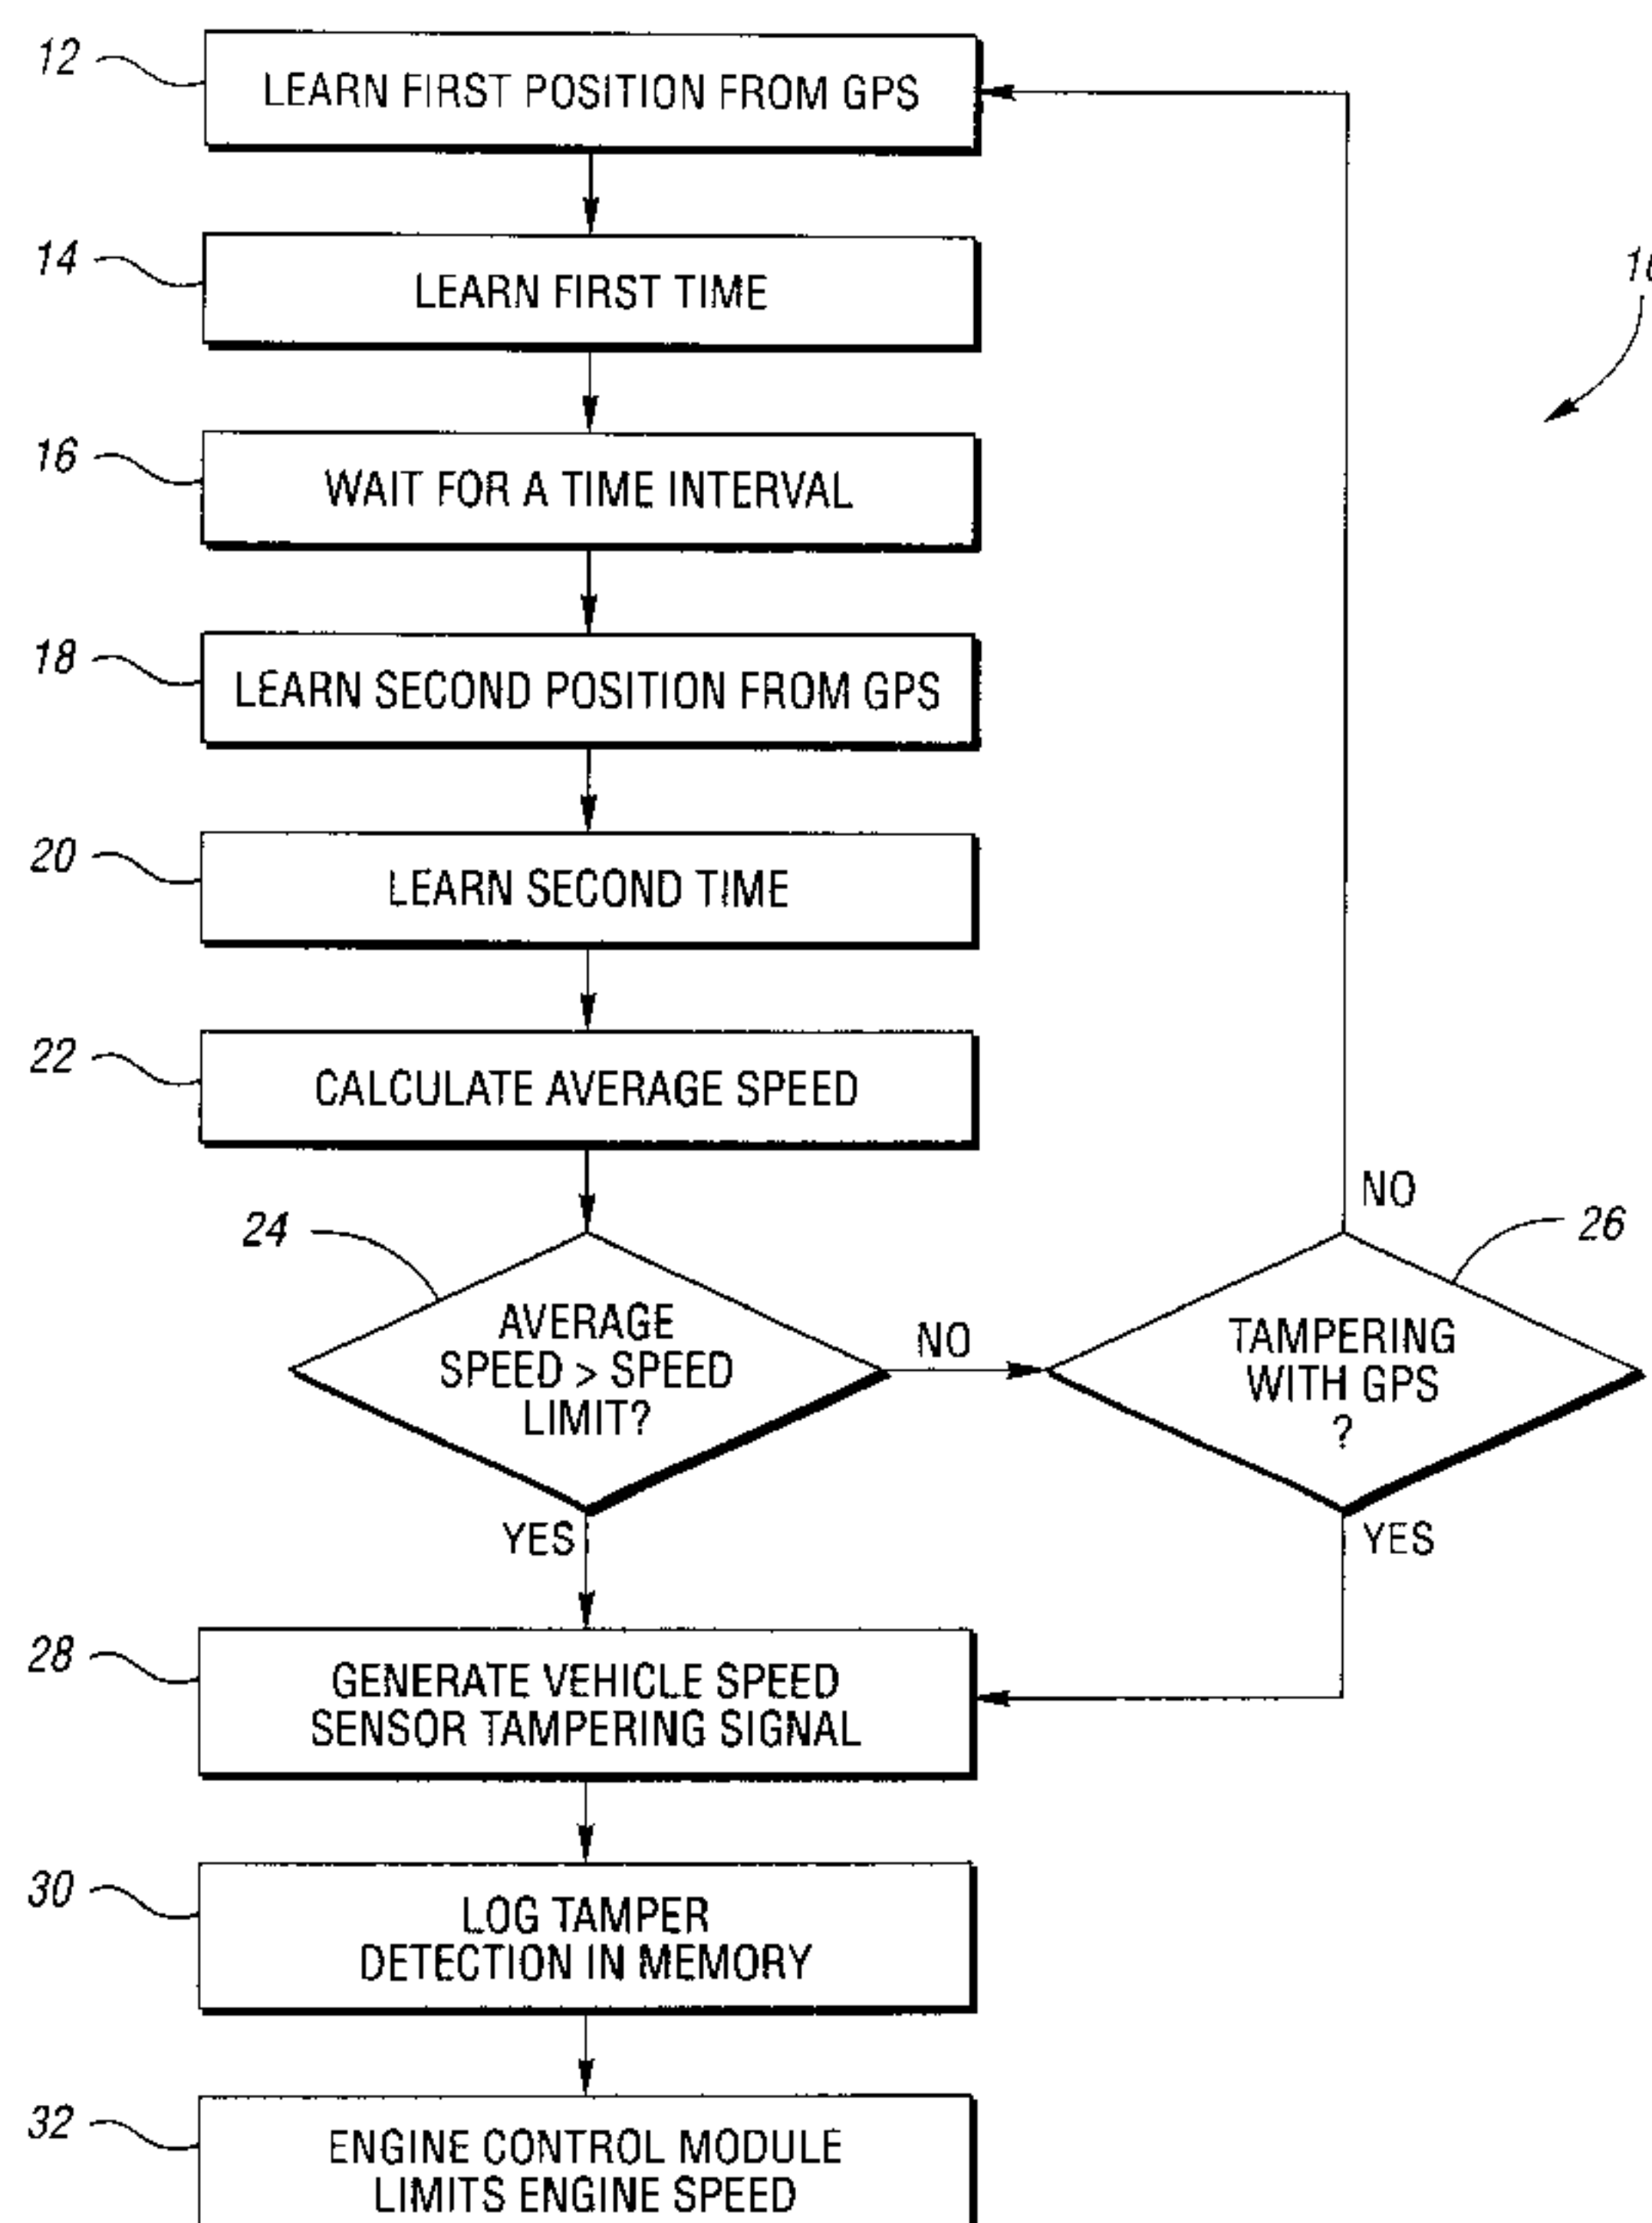 12
LEARN FIRST POSITION FROM GPS
14
LEARN FIRST TIME
16
WAIT FOR A TIME INTERVAL
18
LEARN SECOND POSITION FROM GPS
20
LEARN SECOND TIME
22
CALCULATE AVERAGE SPEED
24
AVERAGE
SPEED > SPEED
LIMIT?
NO
YES
26
TAMPERING
WITH GPS
?
NO
YES
28
GENERATE VEHICLE SPEED
SENSOR TAMPERING SIGNAL
30
LOG TAMPER
DETECTION IN MEMORY
32
ENGINE CONTROL MODULE
LIMITS ENGINE SPEED